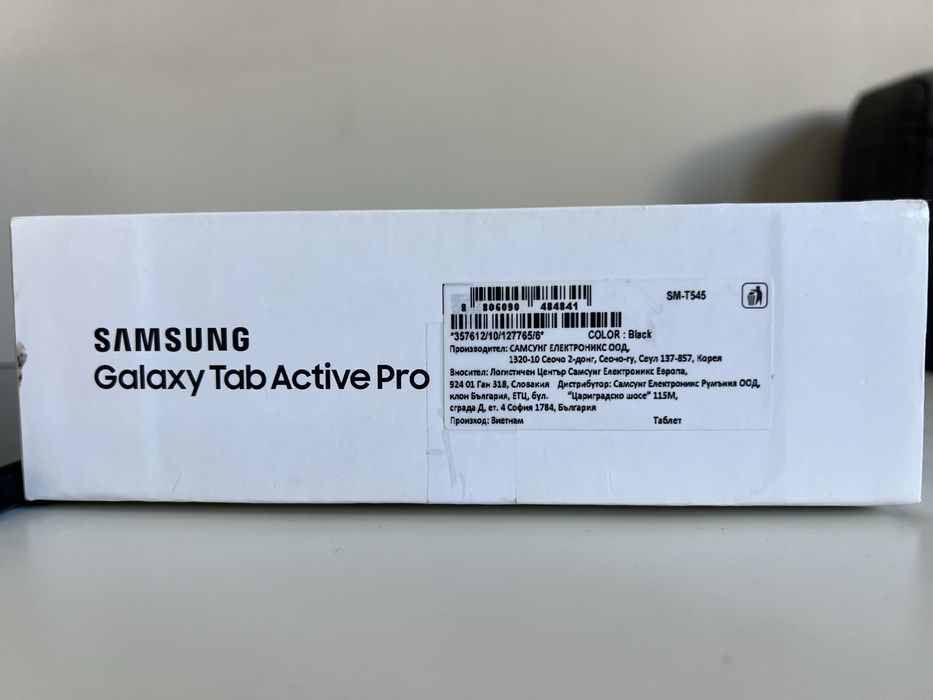 SAMSUNG
Galaxy Tab Active Pro
8 806090 484841
SM-T545
*357612/10/127765/6*
COLOR : Black
Производител: САМСУНГ ЕЛЕКТРОНИКС ООД,
1320-10 Сеочо 2-донг, Сеочо-гу, Сеул 137-857, Корея
Вносител: Логистичен Център Самсунг Електроникс Европа,
924 01 Ган 318, Словакия Дистрибутор: Самсунг Електроникс Румъния ООД,
клон България, ЕТЦ, бул. "Цариградско шосе" 115М,
сграда Д, ет. 4 София 1784, България
Произход: Виетнам
Таблет